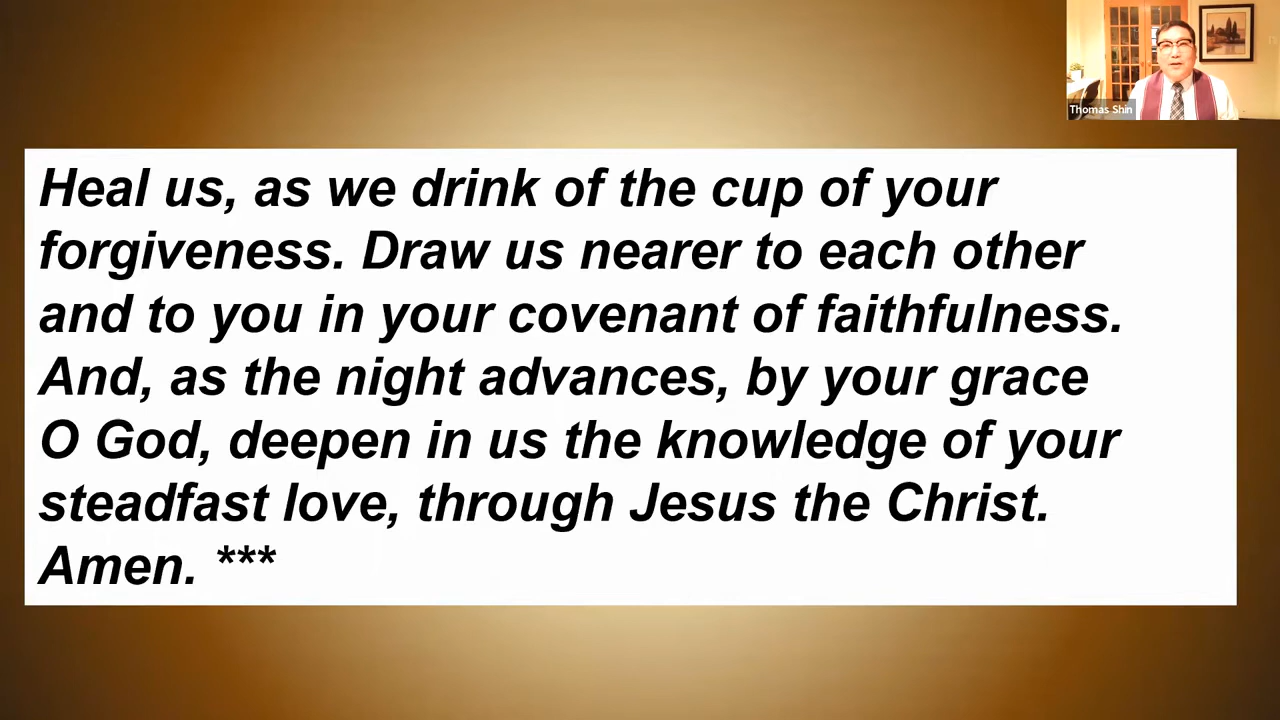 Thomas Shin
Heal us, as we drink of the cup of your
forgiveness. Draw us nearer to each other
and to you in your covenant of faithfulness.
And, as the night advances, by your grace
O God, deepen in us the knowledge of your
steadfast love, through Jesus the Christ.
Amen. ***